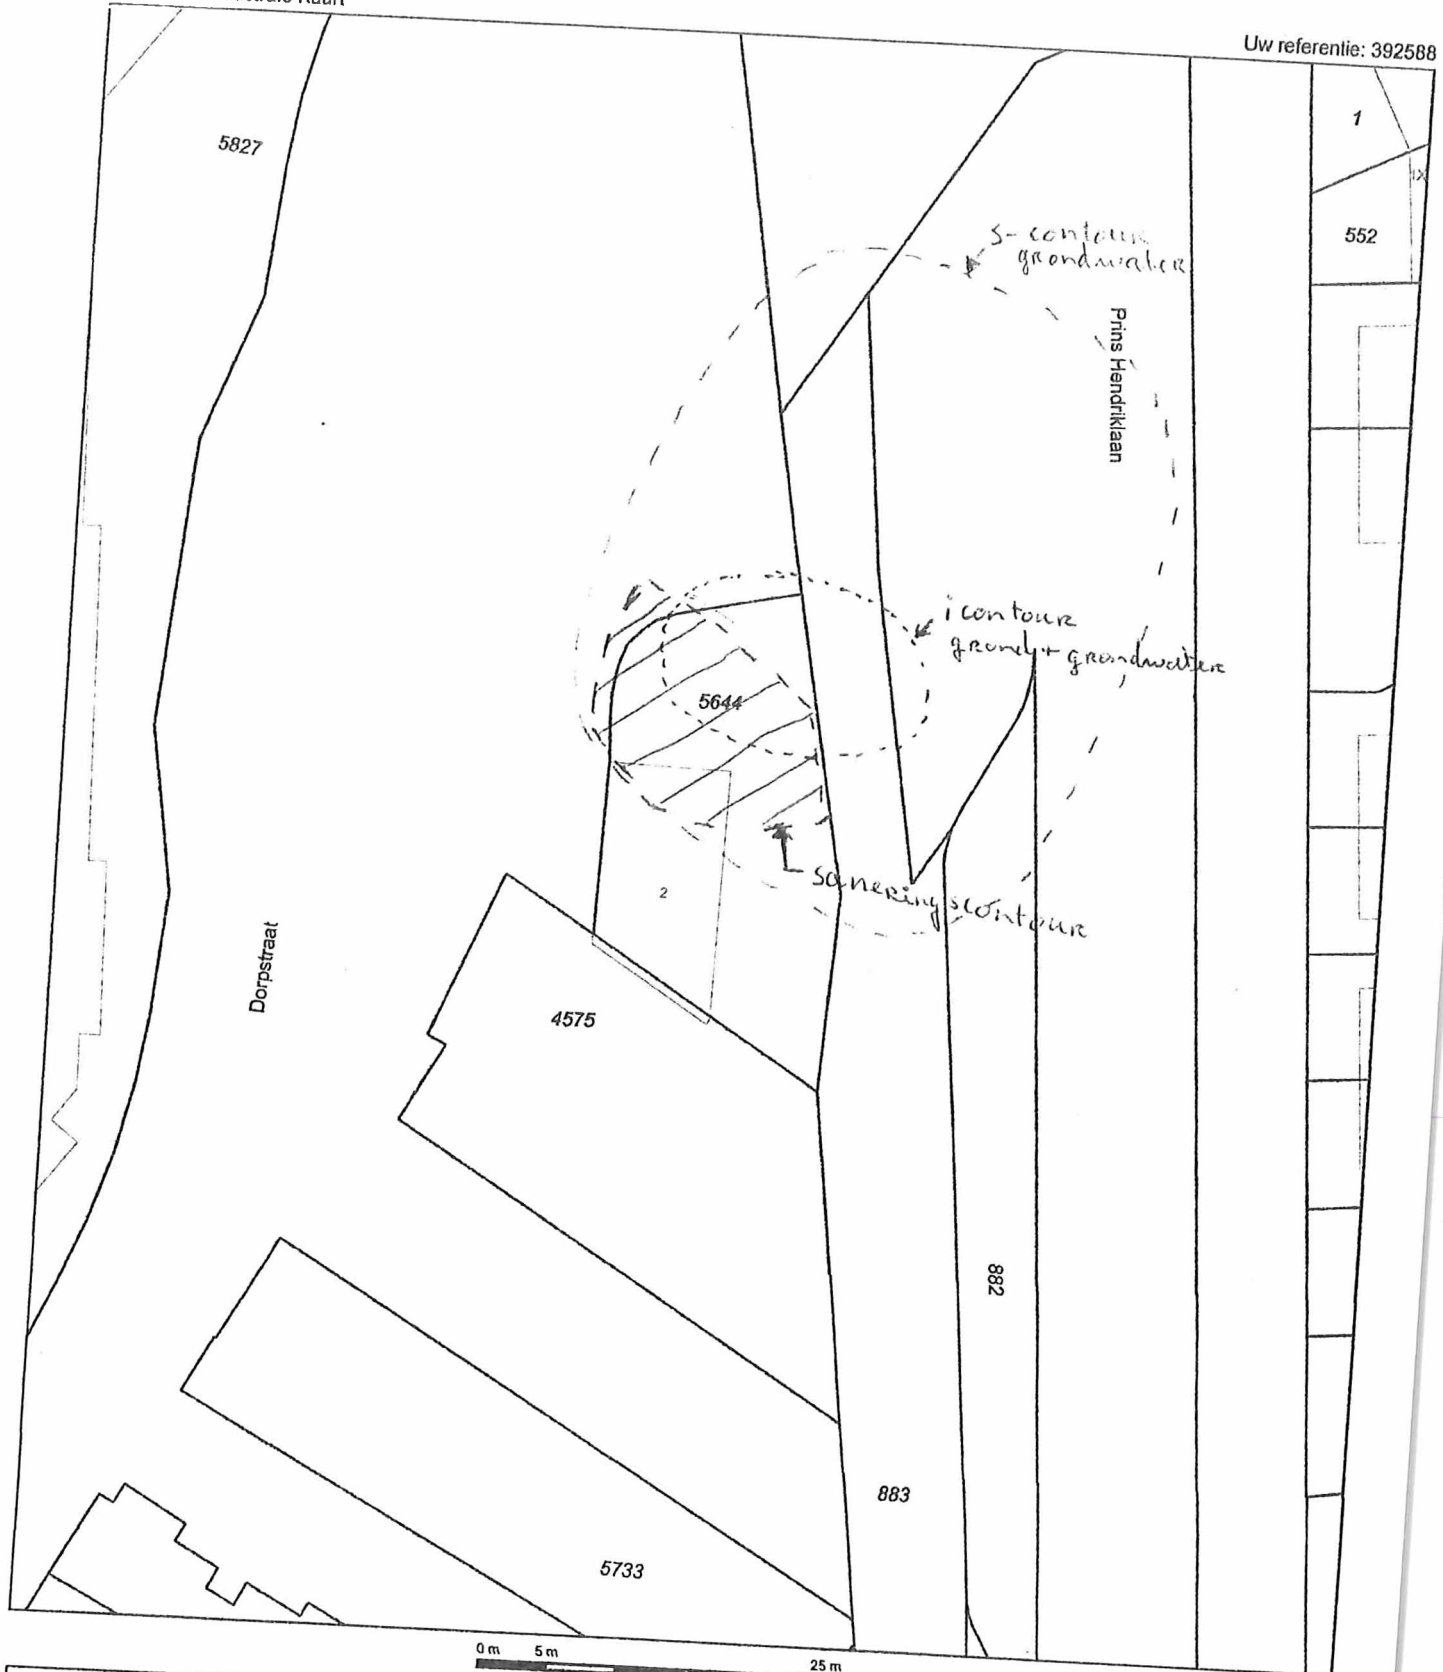 Uw referentie: 392588
5827
1
552
s-contour
grondwater
Prins Hendriklaan
i contour
grond + grondwater
5644
saneringscontour
2
Dorpstraat
4575
882
883
5733
0 m 5 m 25 m